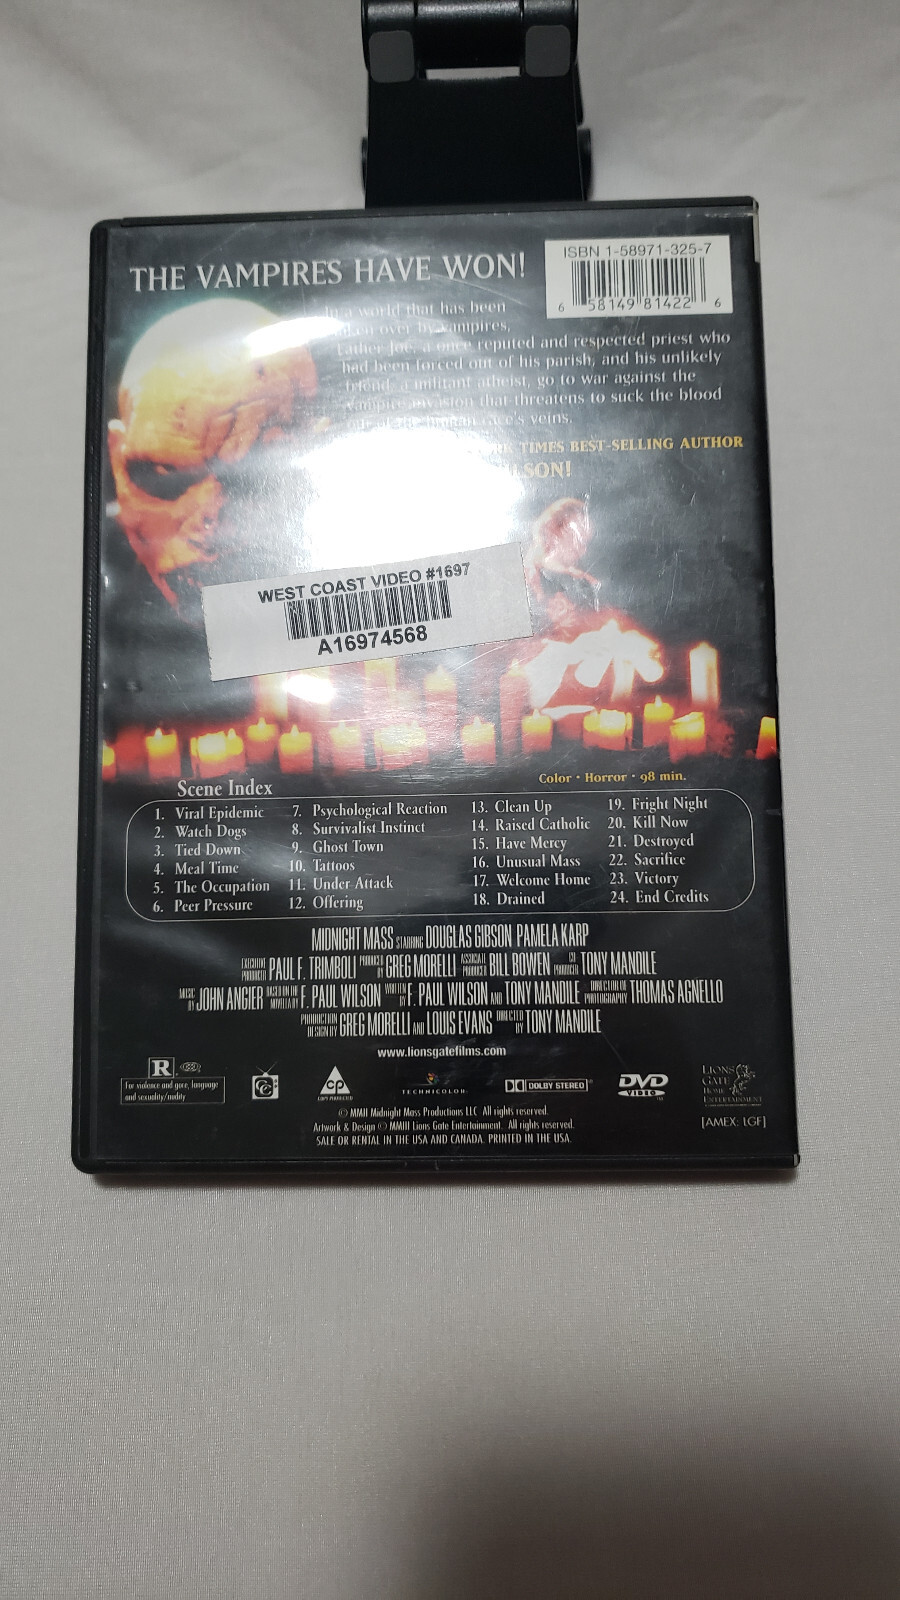 THE VAMPIRES HAVE WON!
ISBN 1-58971-325-7
6 58149 81422 6
In a world that has been
taken over by vampires,
Father Joe, a once reputed and respected priest who
had been forced out of his parish, and his unlikely
friend, a militant atheist, go to war against the
vampire invasion that threatens to suck the blood
out of the human race's veins.
TIMES BEST-SELLING AUTHOR
WEST COAST VIDEO #1697
A16974568
Color • Horror • 98 min.
Scene Index
1. Viral Epidemic
2. Watch Dogs
3. Tied Down
4. Meal Time
5. The Occupation
6. Peer Pressure
7. Psychological Reaction
8. Survivalist Instinct
9. Ghost Town
10. Tattoos
11. Under Attack
12. Offering
13. Clean Up
14. Raised Catholic
15. Have Mercy
16. Unusual Mass
17. Welcome Home
18. Drained
19. Fright Night
20. Kill Now
21. Destroyed
22. Sacrifice
23. Victory
24. End Credits
MIDNIGHT MASS STARRING DOUGLAS GIBSON PAMELA KARP
EXECUTIVE PRODUCER PAUL F. TRIMBOLI PRODUCED BY GREG MORELLI ASSOCIATE PRODUCER BILL BOWEN CO PRODUCER TONY MANDILE
MUSIC BY JOHN ANGIER BASED ON THE NOVELLA BY F. PAUL WILSON WRITTEN BY F. PAUL WILSON AND TONY MANDILE DIRECTOR OF PHOTOGRAPHY THOMAS AGNELLO
PRODUCTION DESIGN BY GREG MORELLI AND LOUIS EVANS DIRECTED BY TONY MANDILE
www.lionsgatefilms.com
R
For violence and gore, language
and sexuality/nudity
CC
CP
COPY PROTECTED
TECHNICOLOR
DOLBY STEREO
DVD
VIDEO
LIONS
GATE
HOME
ENTERTAINMENT
[AMEX: LGF]
© MMII Midnight Mass Productions LLC All rights reserved.
Artwork & Design © MMIII Lions Gate Entertainment. All rights reserved.
SALE OR RENTAL IN THE USA AND CANADA. PRINTED IN THE USA.